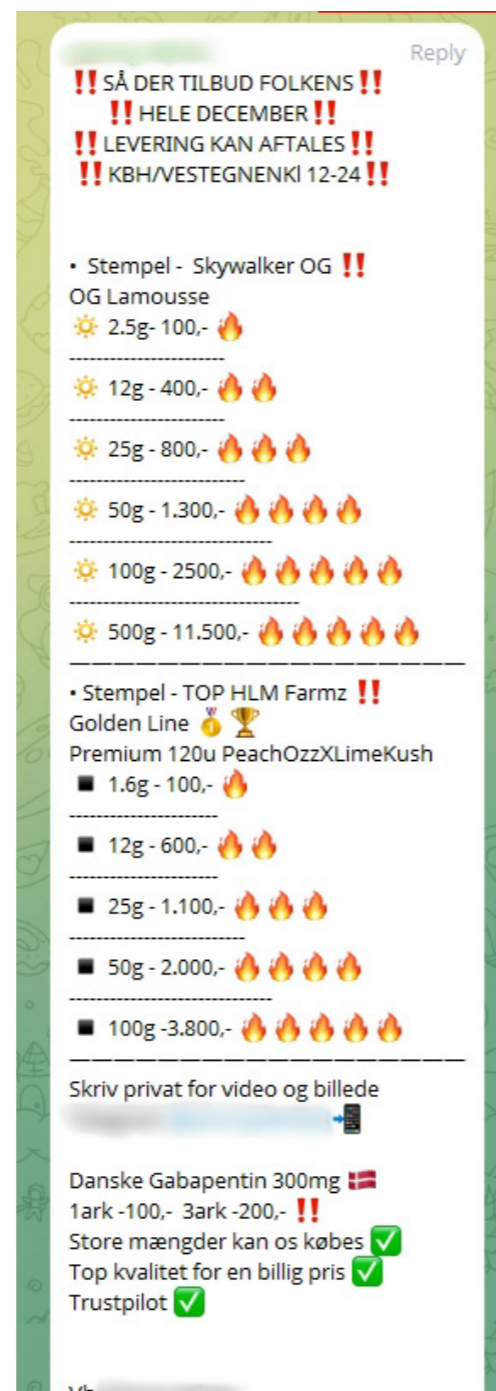 Reply
‼️ SÅ DER TILBUD FOLKENS ‼️
‼️ HELE DECEMBER ‼️
‼️ LEVERING KAN AFTALES ‼️
‼️ KBH/VESTEGNENKl 12-24 ‼️
• Stempel - Skywalker OG ‼️
OG Lamousse
🔅 2.5g- 100,- 🔥
-----------------------
🔅 12g - 400,- 🔥 🔥
-----------------------
🔅 25g - 800,- 🔥 🔥 🔥
--------------------------
🔅 50g - 1.300,- 🔥 🔥 🔥 🔥
------------------------------
🔅 100g - 2500,- 🔥 🔥 🔥 🔥 🔥
----------------------------------
🔅 500g - 11.500,- 🔥 🔥 🔥 🔥 🔥
——————————————————
• Stempel - TOP HLM Farmz ‼️
Golden Line 🥇 🏆
Premium 120u PeachOzzXLimeKush
◾ 1.6g - 100,- 🔥
----------------------
◾ 12g - 600,- 🔥 🔥
----------------------
◾ 25g - 1.100,- 🔥 🔥 🔥
--------------------------
◾ 50g - 2.000,- 🔥 🔥 🔥 🔥
------------------------------
◾ 100g -3.800,- 🔥 🔥 🔥 🔥 🔥
——————————————————
Skriv privat for video og billede
📲
Danske Gabapentin 300mg 🇩🇰
1ark -100,- 3ark -200,- ‼️
Store mængder kan os købes ✅
Top kvalitet for en billig pris ✅
Trustpilot ✅